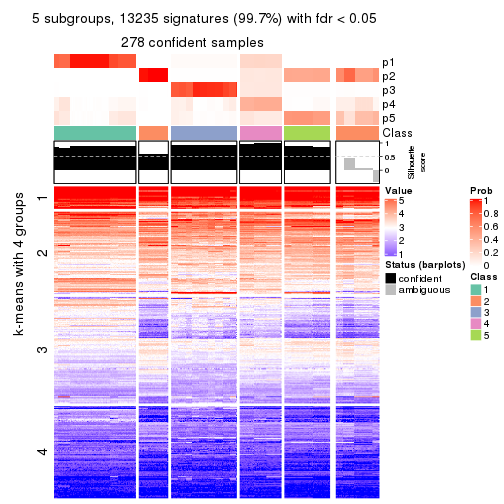 5 subgroups, 13235 signatures (99.7%) with fdr < 0.05
278 confident samples
p1
p2
p3
p4
p5
Class
1
0.5
0
Silhouette
score
k-means with 4 groups
1
2
3
4
Value
5
4
3
2
1
Status (barplots)
confident
ambiguous
Prob
1
0.8
0.6
0.4
0.2
0
Class
1
2
3
4
5